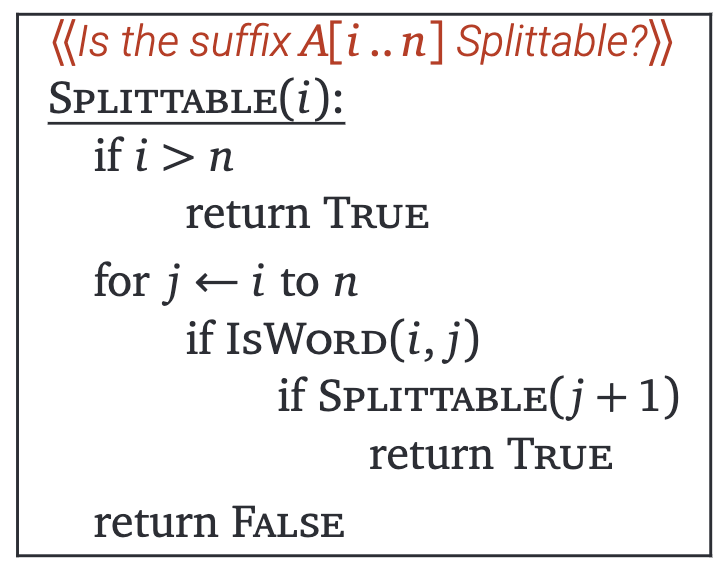 ⟪Is the suffix A[i .. n] Splittable?⟫
SPLITTABLE(i):
if i > n
return TRUE
for j ← i to n
if ISWORD(i, j)
if SPLITTABLE(j + 1)
return TRUE
return FALSE